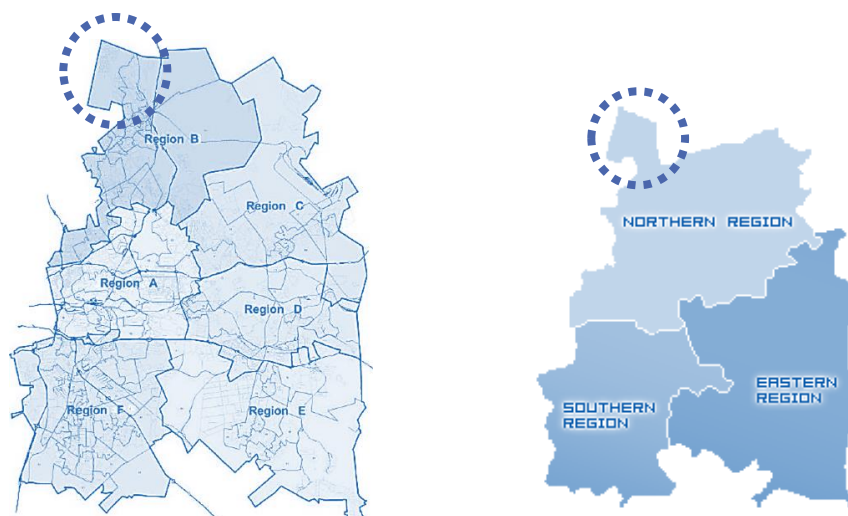 Region B
Region C
Region A
Region D
Region F
Region E
NORTHERN REGION
SOUTHERN
REGION
EASTERN
REGION